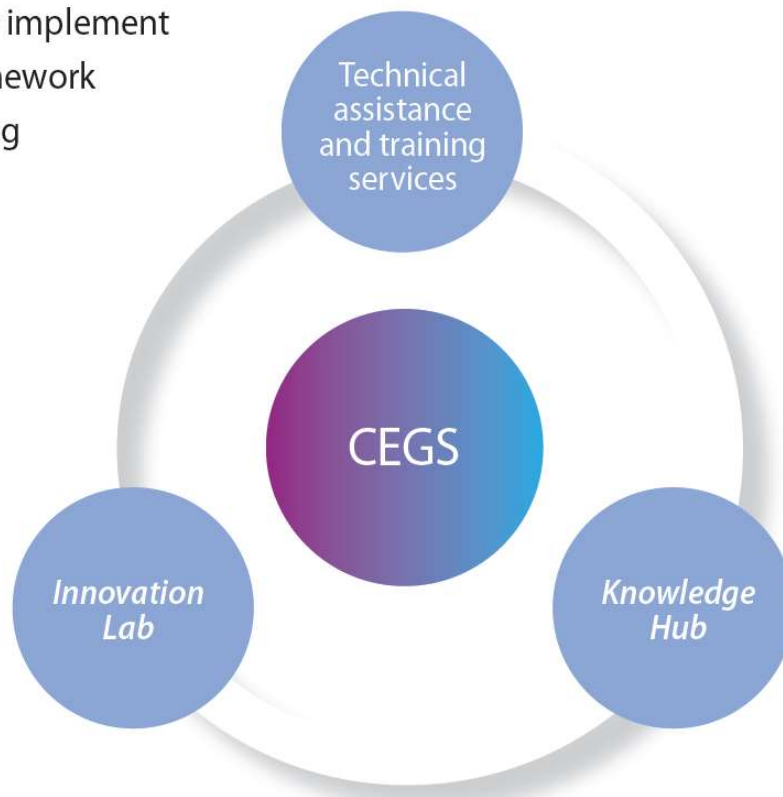 implement
nework
g
Technical
assistance
and training
services
CEGS
Innovation
Lab
Knowledge
Hub